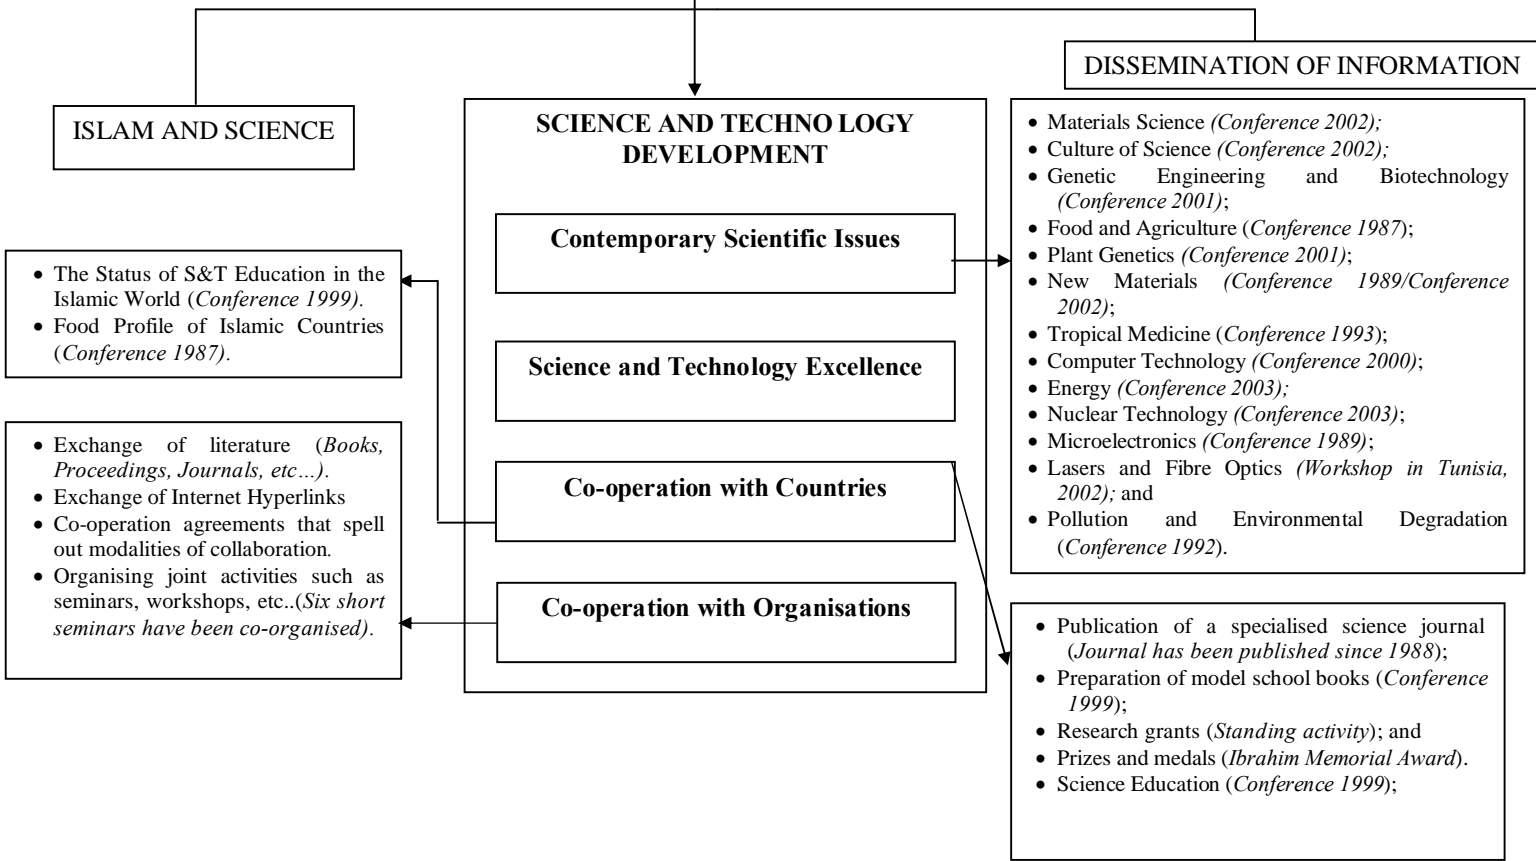 DISSEMINATION OF INFORMATION
ISLAM AND SCIENCE
SCIENCE AND TECHNO LOGY
DEVELOPMENT
Contemporary Scientific Issues
Science and Technology Excellence
Co-operation with Countries
Co-operation with Organisations
• The Status of S&T Education in the
Islamic World (Conference 1999).
• Food Profile of Islamic Countries
(Conference 1987).
• Exchange of literature (Books,
Proceedings, Journals, etc…).
• Exchange of Internet Hyperlinks
• Co-operation agreements that spell
out modalities of collaboration.
• Organising joint activities such as
seminars, workshops, etc..(Six short
seminars have been co-organised).
• Materials Science (Conference 2002);
• Culture of Science (Conference 2002);
• Genetic Engineering and Biotechnology
(Conference 2001);
• Food and Agriculture (Conference 1987);
• Plant Genetics (Conference 2001);
• New Materials (Conference 1989/Conference
2002);
• Tropical Medicine (Conference 1993);
• Computer Technology (Conference 2000);
• Energy (Conference 2003);
• Nuclear Technology (Conference 2003);
• Microelectronics (Conference 1989);
• Lasers and Fibre Optics (Workshop in Tunisia,
2002); and
• Pollution and Environmental Degradation
(Conference 1992).
• Publication of a specialised science journal
(Journal has been published since 1988);
• Preparation of model school books (Conference
1999);
• Research grants (Standing activity); and
• Prizes and medals (Ibrahim Memorial Award).
• Science Education (Conference 1999);